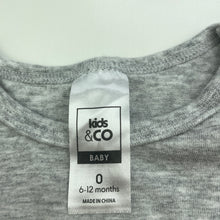 kids
&CO
BABY
0
6-12 months
MADE IN CHINA